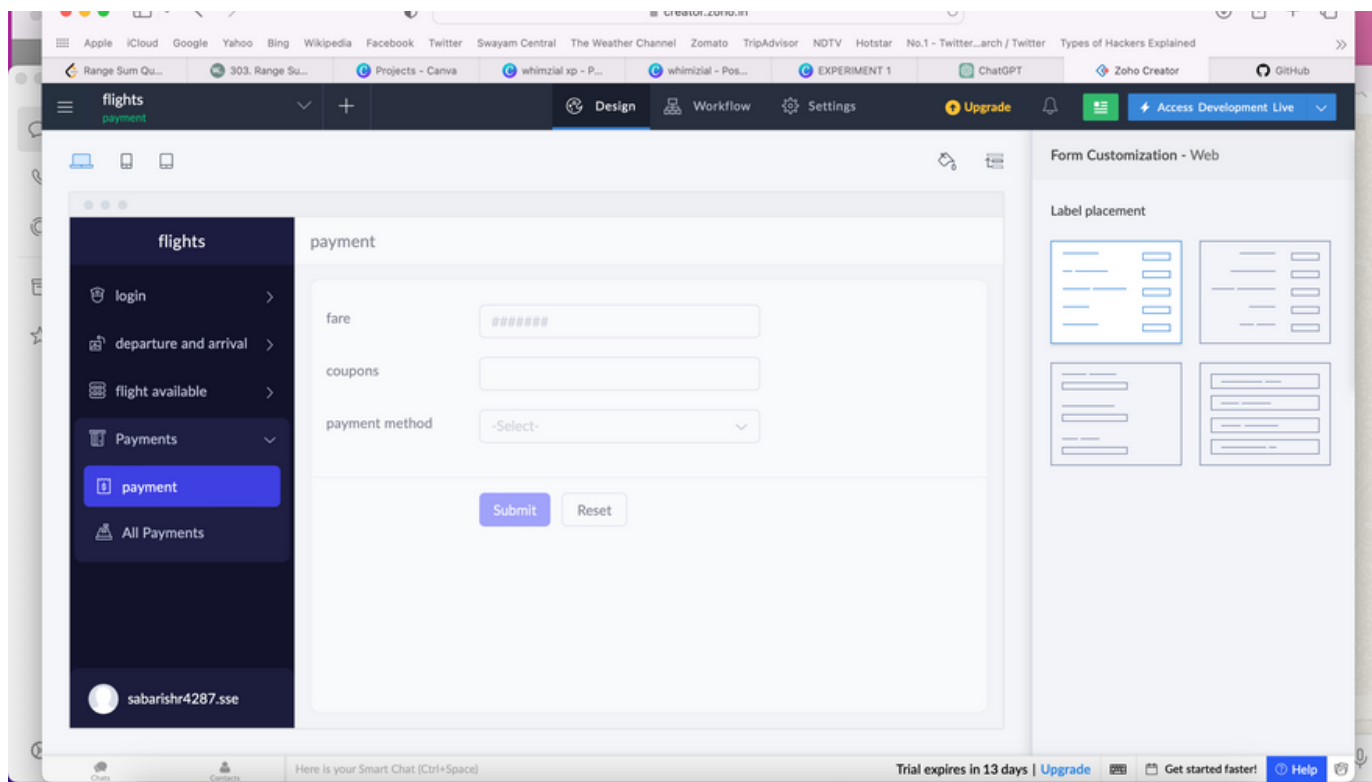 creator.zoho.in
Apple iCloud Google Yahoo Bing Wikipedia Facebook Twitter Swayam Central The Weather Channel Zomato TripAdvisor NDTV Hotstar No.1 - Twitter...arch / Twitter Types of Hackers Explained
Range Sum Qu... 303. Range Su... Projects - Canva whimzial xp - P... whimizial - Pos... EXPERIMENT 1 ChatGPT Zoho Creator GitHub
flights
payment
Design Workflow Settings Upgrade Access Development Live
Form Customization - Web
Label placement
flights
payment
login
departure and arrival
flight available
Payments
payment
All Payments
fare #######
coupons
payment method -Select-
Submit Reset
sabarishr4287.sse
Chats Contacts Here is your Smart Chat (Ctrl+Space) Trial expires in 13 days | Upgrade Get started faster! Help